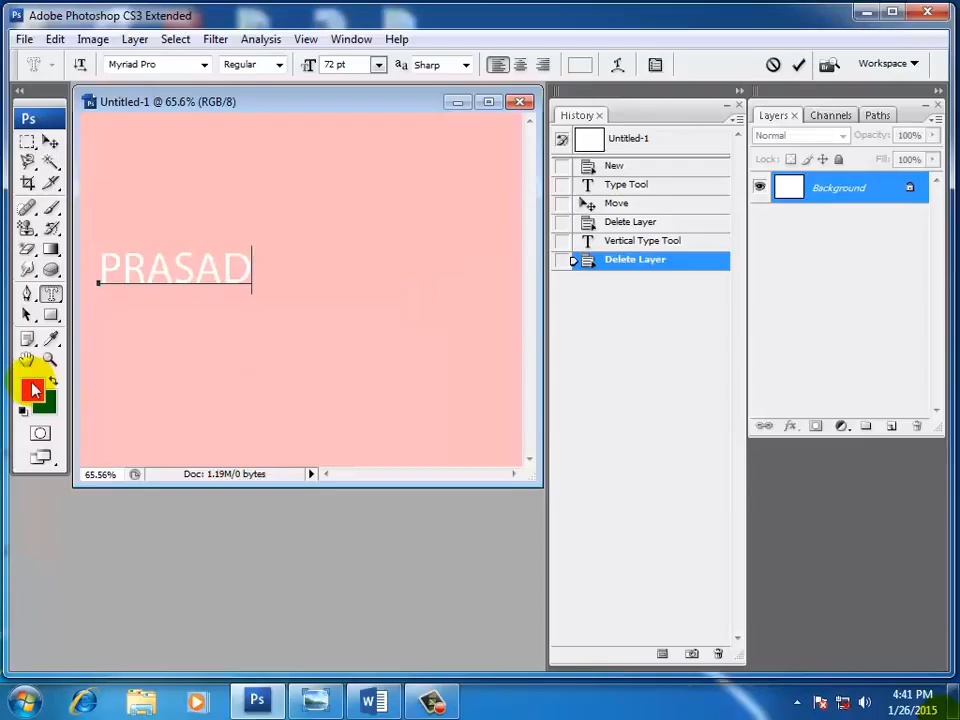 Adobe Photoshop CS3 Extended
File Edit Image Layer Select Filter Analysis View Window Help
T Myriad Pro Regular T 72 pt aa Sharp Workspace
Ps
Untitled-1 @ 65.6% (RGB/8)
PRASAD
65.56% Doc: 1.19M/0 bytes
History
Untitled-1
New
Type Tool
Move
Delete Layer
Vertical Type Tool
Delete Layer
Layers Channels Paths
Normal Opacity: 100%
Lock: Fill: 100%
Background
4:41 PM
1/26/2015